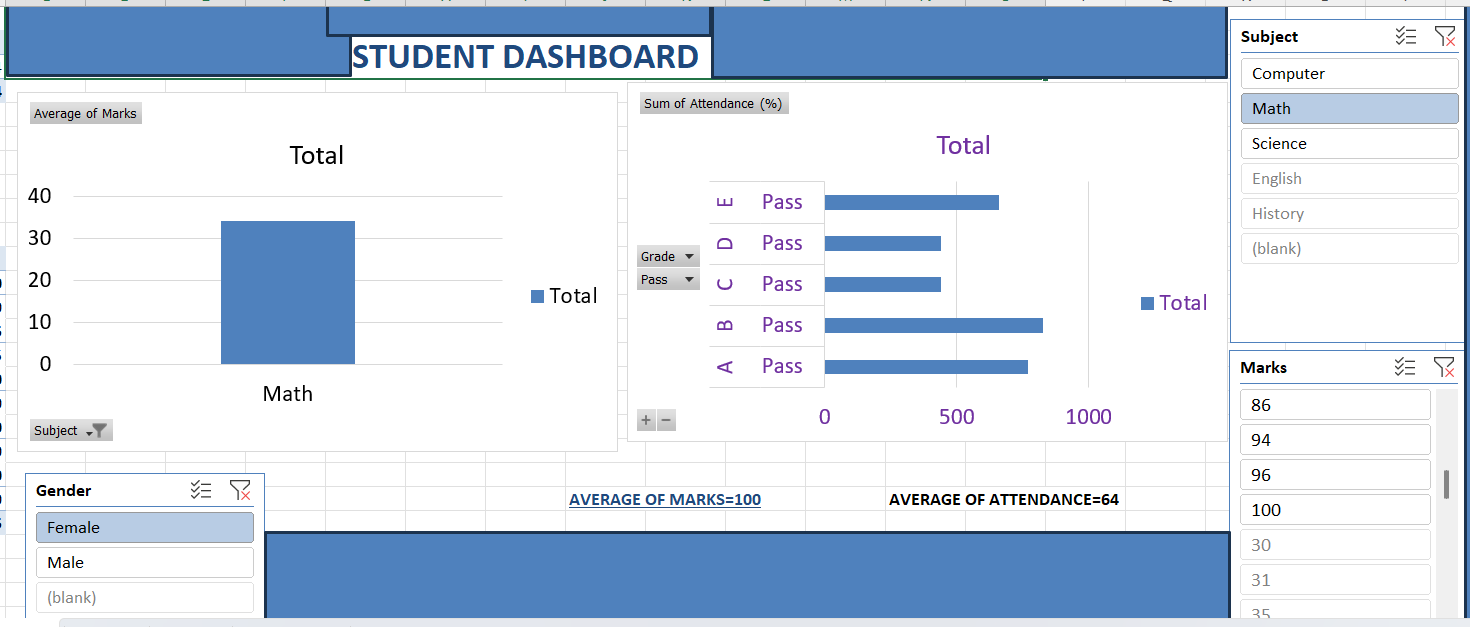 STUDENT DASHBOARD
Average of Marks
Total
40
30
20
10
0
Math
Total
Subject
Sum of Attendance (%)
Total
E Pass
D Pass
C Pass
B Pass
A Pass
Grade
Pass
0 500 1000
Total
+ −
Subject
Computer
Math
Science
English
History
(blank)
Marks
86
94
96
100
30
31
35
Gender
Female
Male
(blank)
AVERAGE OF MARKS=100
AVERAGE OF ATTENDANCE=64